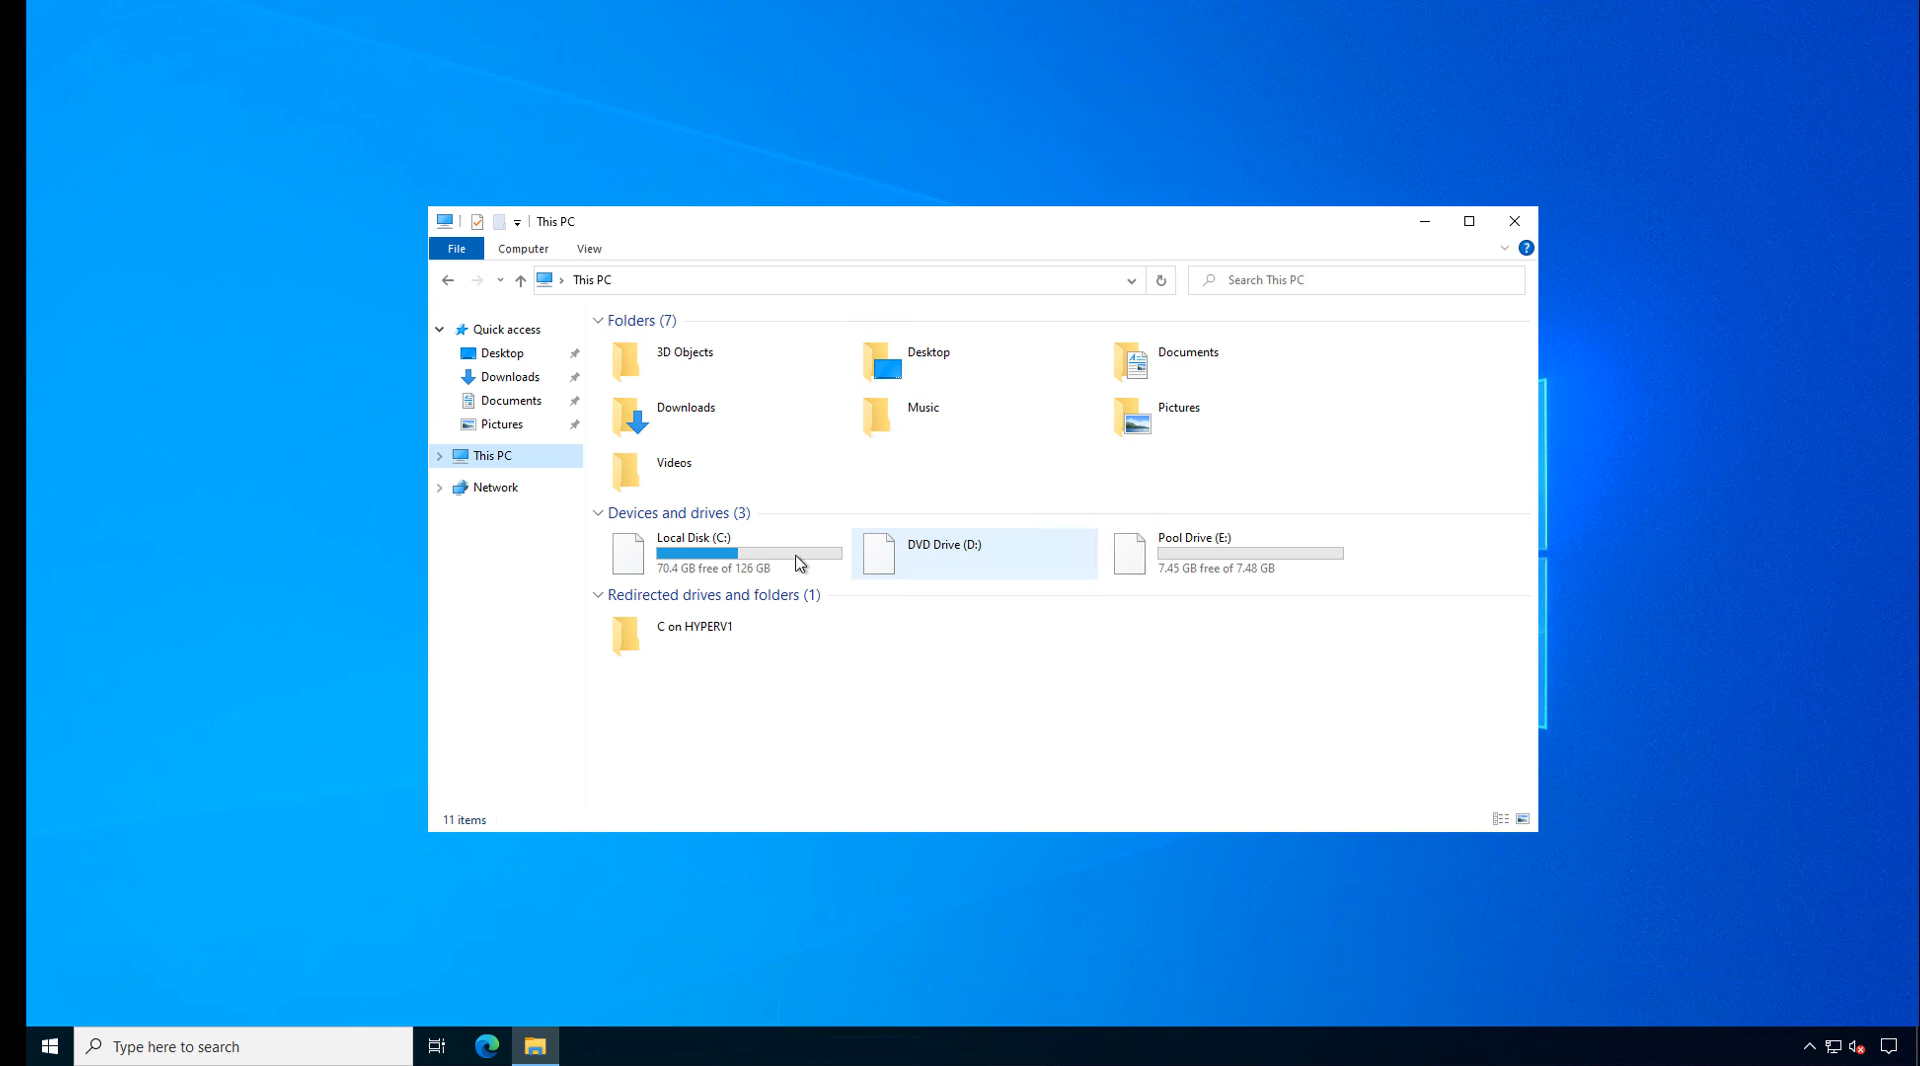 This PC
File Computer View
This PC
Search This PC
Quick access
Desktop
Downloads
Documents
Pictures
This PC
Network
Folders (7)
3D Objects
Desktop
Documents
Downloads
Music
Pictures
Videos
Devices and drives (3)
Local Disk (C:)
70.4 GB free of 126 GB
DVD Drive (D:)
Pool Drive (E:)
7.45 GB free of 7.48 GB
Redirected drives and folders (1)
C on HYPERV1
11 items
Type here to search